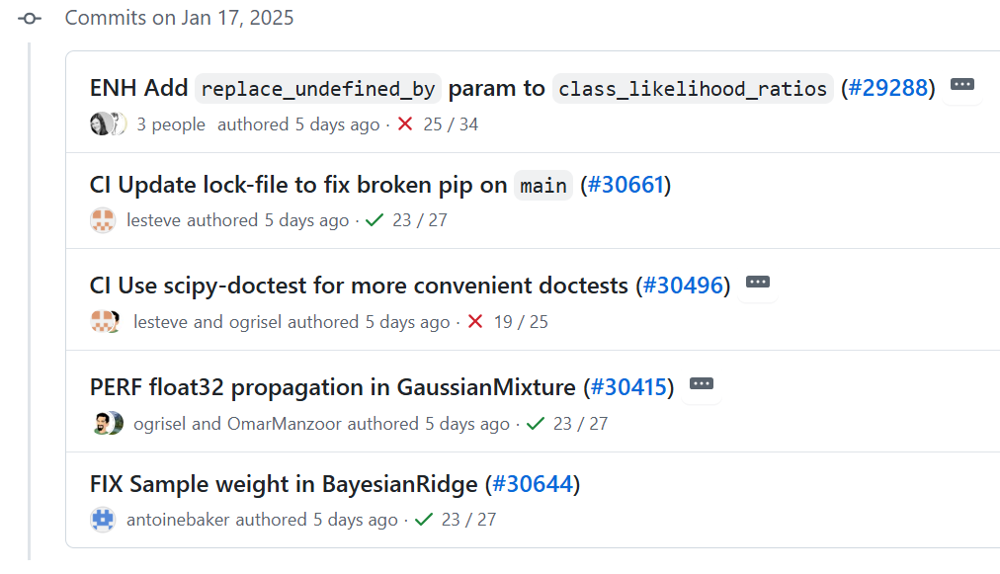 Commits on Jan 17, 2025
ENH Add replace_undefined_by param to class_likelihood_ratios (#29288)
3 people authored 5 days ago · 25 / 34
CI Update lock-file to fix broken pip on main (#30661)
lesteve authored 5 days ago · 23 / 27
CI Use scipy-doctest for more convenient doctests (#30496)
lesteve and ogrisel authored 5 days ago · 19 / 25
PERF float32 propagation in GaussianMixture (#30415)
ogrisel and OmarManzoor authored 5 days ago · 23 / 27
FIX Sample weight in BayesianRidge (#30644)
antoinebaker authored 5 days ago · 23 / 27